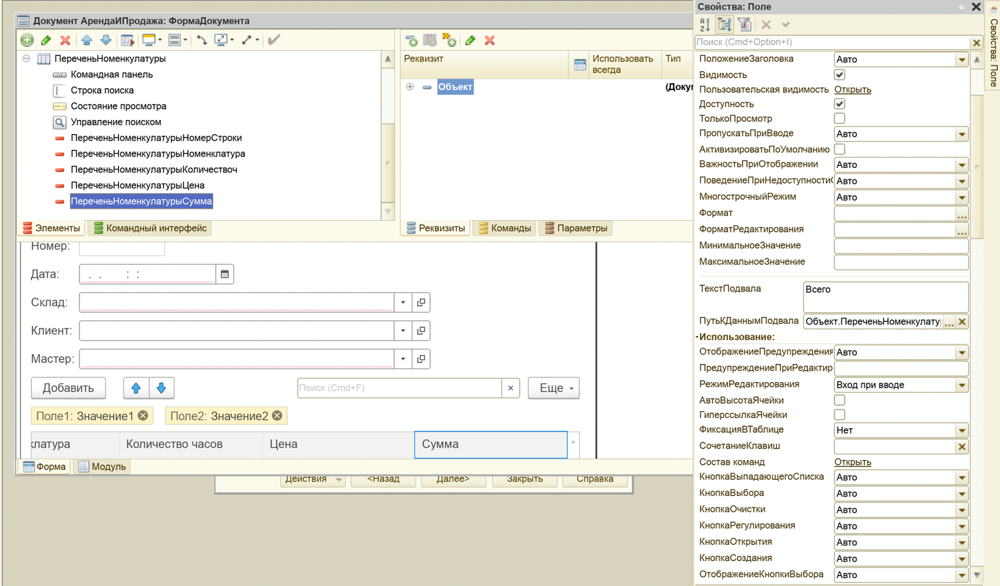 Документ АрендаИПродажа: ФормаДокумента
ПереченьНоменклатуры
Командная панель
Строка поиска
Состояние просмотра
Управление поиском
ПереченьНоменкулатурыНомерСтроки
ПереченьНоменкулатурыНоменклатура
ПереченьНоменкулатурыКоличествоч
ПереченьНоменкулатурыЦена
ПереченьНоменкулатурыСумма
Элементы
Командный интерфейс
Реквизит
Использовать
всегда
Тип
Объект
(Докум
Реквизиты
Команды
Параметры
Номер:
Дата:
. . : :
Склад:
Клиент:
Мастер:
Добавить
Поиск (Cmd+F)
×
Еще
Поле1: Значение1
Поле2: Значение2
клатура
Количество часов
Цена
Сумма
Форма
Модуль
Действия
<Назад
Далее>
Закрыть
Справка
Свойства: Поле
Поиск (Cmd+Option+I)
ПоложениеЗаголовка Авто
Видимость
Пользовательская видимость Открыть
Доступность
ТолькоПросмотр
ПропускатьПриВводе Авто
АктивизироватьПоУмолчанию
ВажностьПриОтображении Авто
ПоведениеПриНедоступностиО Авто
МногострочныйРежим Авто
Формат ...
ФорматРедактирования ...
МинимальноеЗначение
МаксимальноеЗначение
ТекстПодвала Всего
ПутьКДаннымПодвала Объект.ПереченьНоменкулату ...
Использование:
ОтображениеПредупреждения Авто
ПредупреждениеПриРедактир
РежимРедактирования Вход при вводе
АвтоВысотаЯчейки
ГиперссылкаЯчейки
ФиксацияВТаблице Нет
СочетаниеКлавиш
Состав команд Открыть
КнопкаВыпадающегоСписка Авто
КнопкаВыбора Авто
КнопкаОчистки Авто
КнопкаРегулирования Авто
КнопкаОткрытия Авто
КнопкаСоздания Авто
ОтображениеКнопкиВыбора Авто
Свойства: Поле